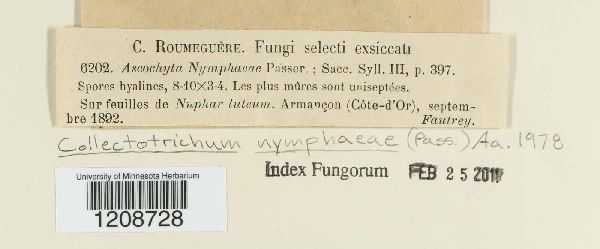 C. Roumeguère. Fungi selecti exsiccati
6202. Ascochyta Nymphaeae Passer. ; Sacc. Syll. III, p. 397.
Spores hyalines, 8-10×3-4. Les plus mûres sont uniseptées.
Sur feuilles de Nuphar luteum. Armançon (Côte-d'Or), septem-
bre 1892. Fautrey.
Collectotrichum nymphaeae (Pass.) Aa. 1978
Index Fungorum FEB 25 201
University of Minnesota Herbarium
1208728